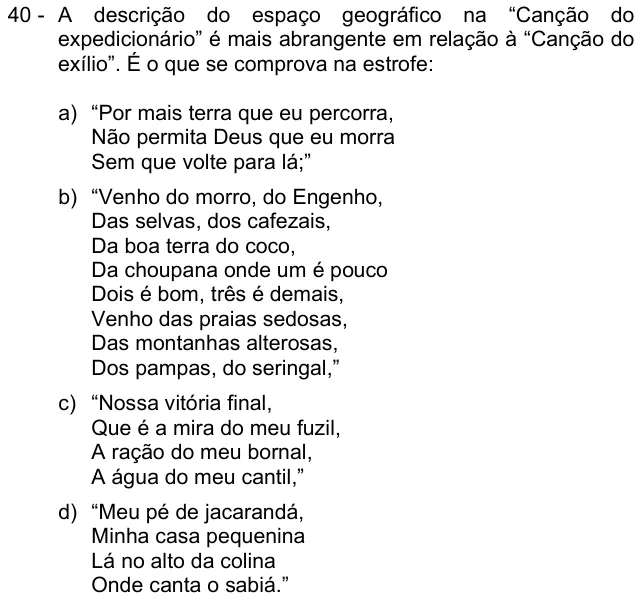 40 - A descrição do espaço geográfico na “Canção do
expedicionário” é mais abrangente em relação à “Canção do
exílio”. É o que se comprova na estrofe:
a) “Por mais terra que eu percorra,
Não permita Deus que eu morra
Sem que volte para lá;”
b) “Venho do morro, do Engenho,
Das selvas, dos cafezais,
Da boa terra do coco,
Da choupana onde um é pouco
Dois é bom, três é demais,
Venho das praias sedosas,
Das montanhas alterosas,
Dos pampas, do seringal,”
c) “Nossa vitória final,
Que é a mira do meu fuzil,
A ração do meu bornal,
A água do meu cantil,”
d) “Meu pé de jacarandá,
Minha casa pequenina
Lá no alto da colina
Onde canta o sabiá.”